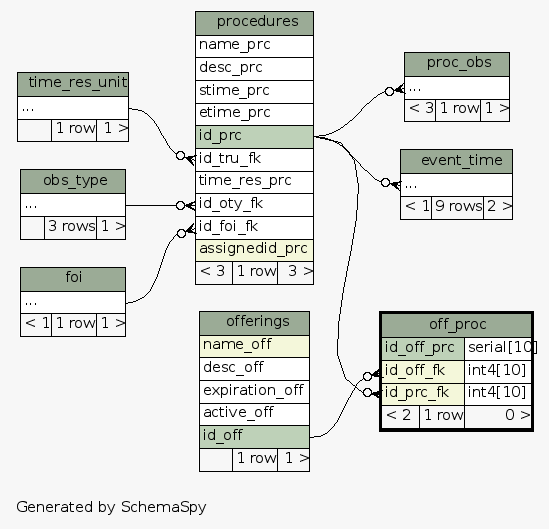 procedures
name_prc
desc_prc
stime_prc
etime_prc
id_prc
id_tru_fk
time_res_prc
id_oty_fk
id_foi_fk
assignedid_prc
< 3 1 row 3 >
time_res_unit
...
1 row 1 >
obs_type
...
3 rows 1 >
foi
...
< 1 1 row 1 >
proc_obs
...
< 3 1 row 1 >
event_time
...
< 1 9 rows 2 >
offerings
name_off
desc_off
expiration_off
active_off
id_off
1 row 1 >
off_proc
id_off_prc serial[10]
id_off_fk int4[10]
id_prc_fk int4[10]
< 2 1 row 0 >
Generated by SchemaSpy